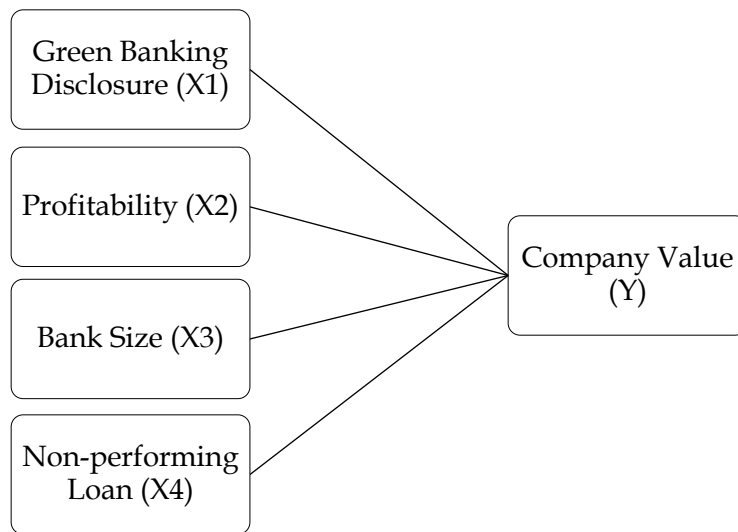 Green Banking
Disclosure (X1)
Profitability (X2)
Company Value
(Y)
Bank Size (X3)
Non-performing
Loan (X4)